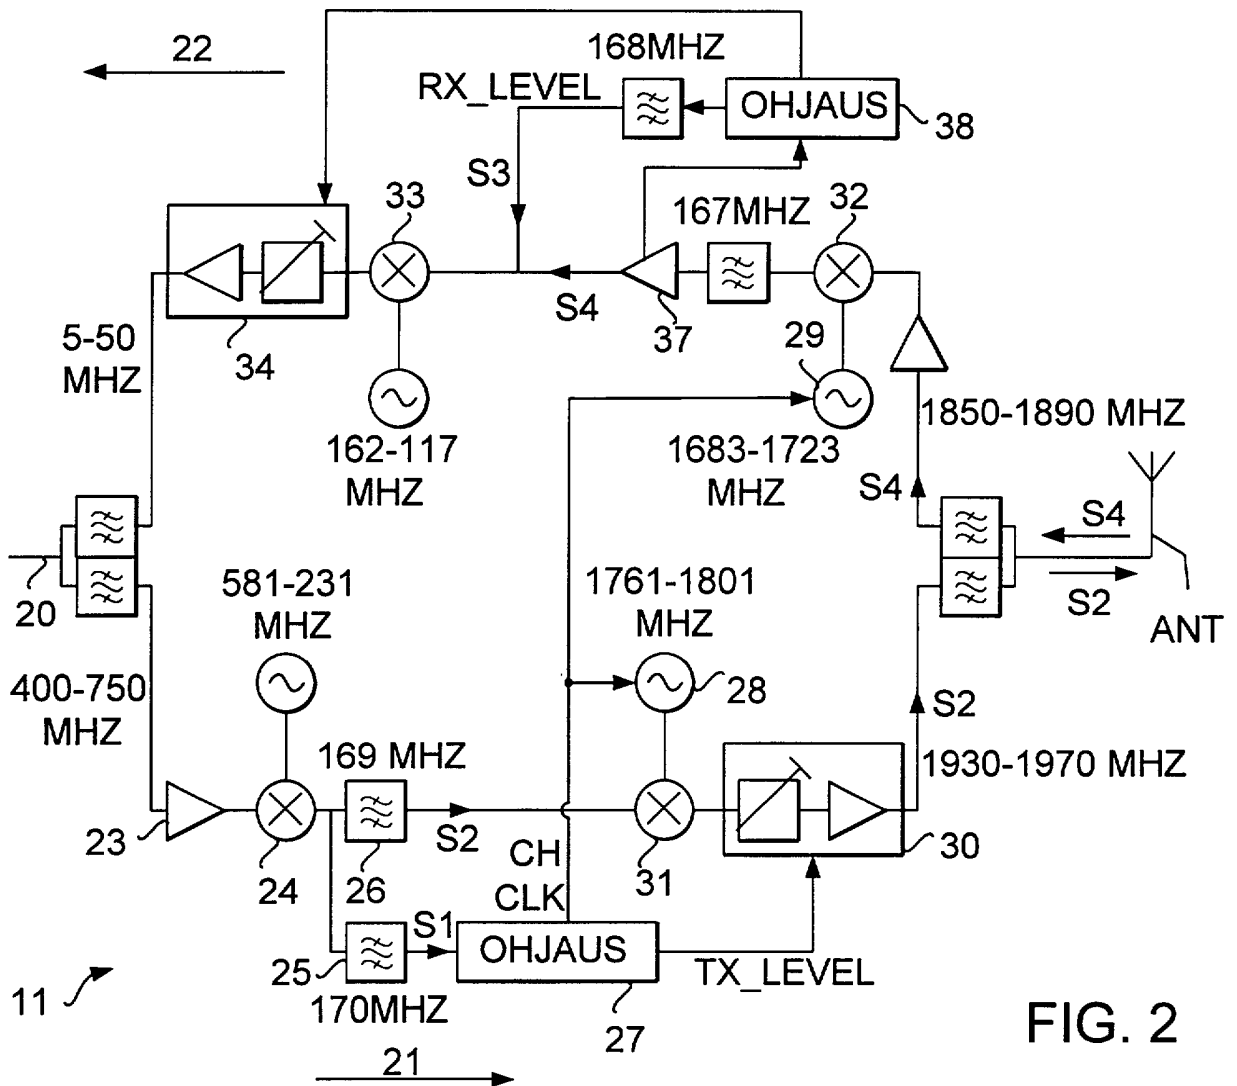 22
168MHZ
RX_LEVEL
OHJAUS
38
S3
33
167MHZ
32
S4
37
29
34
5-50
MHZ
162-117
MHZ
1683-1723
MHZ
1850-1890 MHZ
S4
S4
S2
ANT
20
581-231
MHZ
1761-1801
MHZ
28
400-750
MHZ
S2
169 MHZ
1930-1970 MHZ
23
24
26
S2
31
30
CH
CLK
S1
OHJAUS
TX_LEVEL
25
170MHZ
27
11
21
FIG. 2